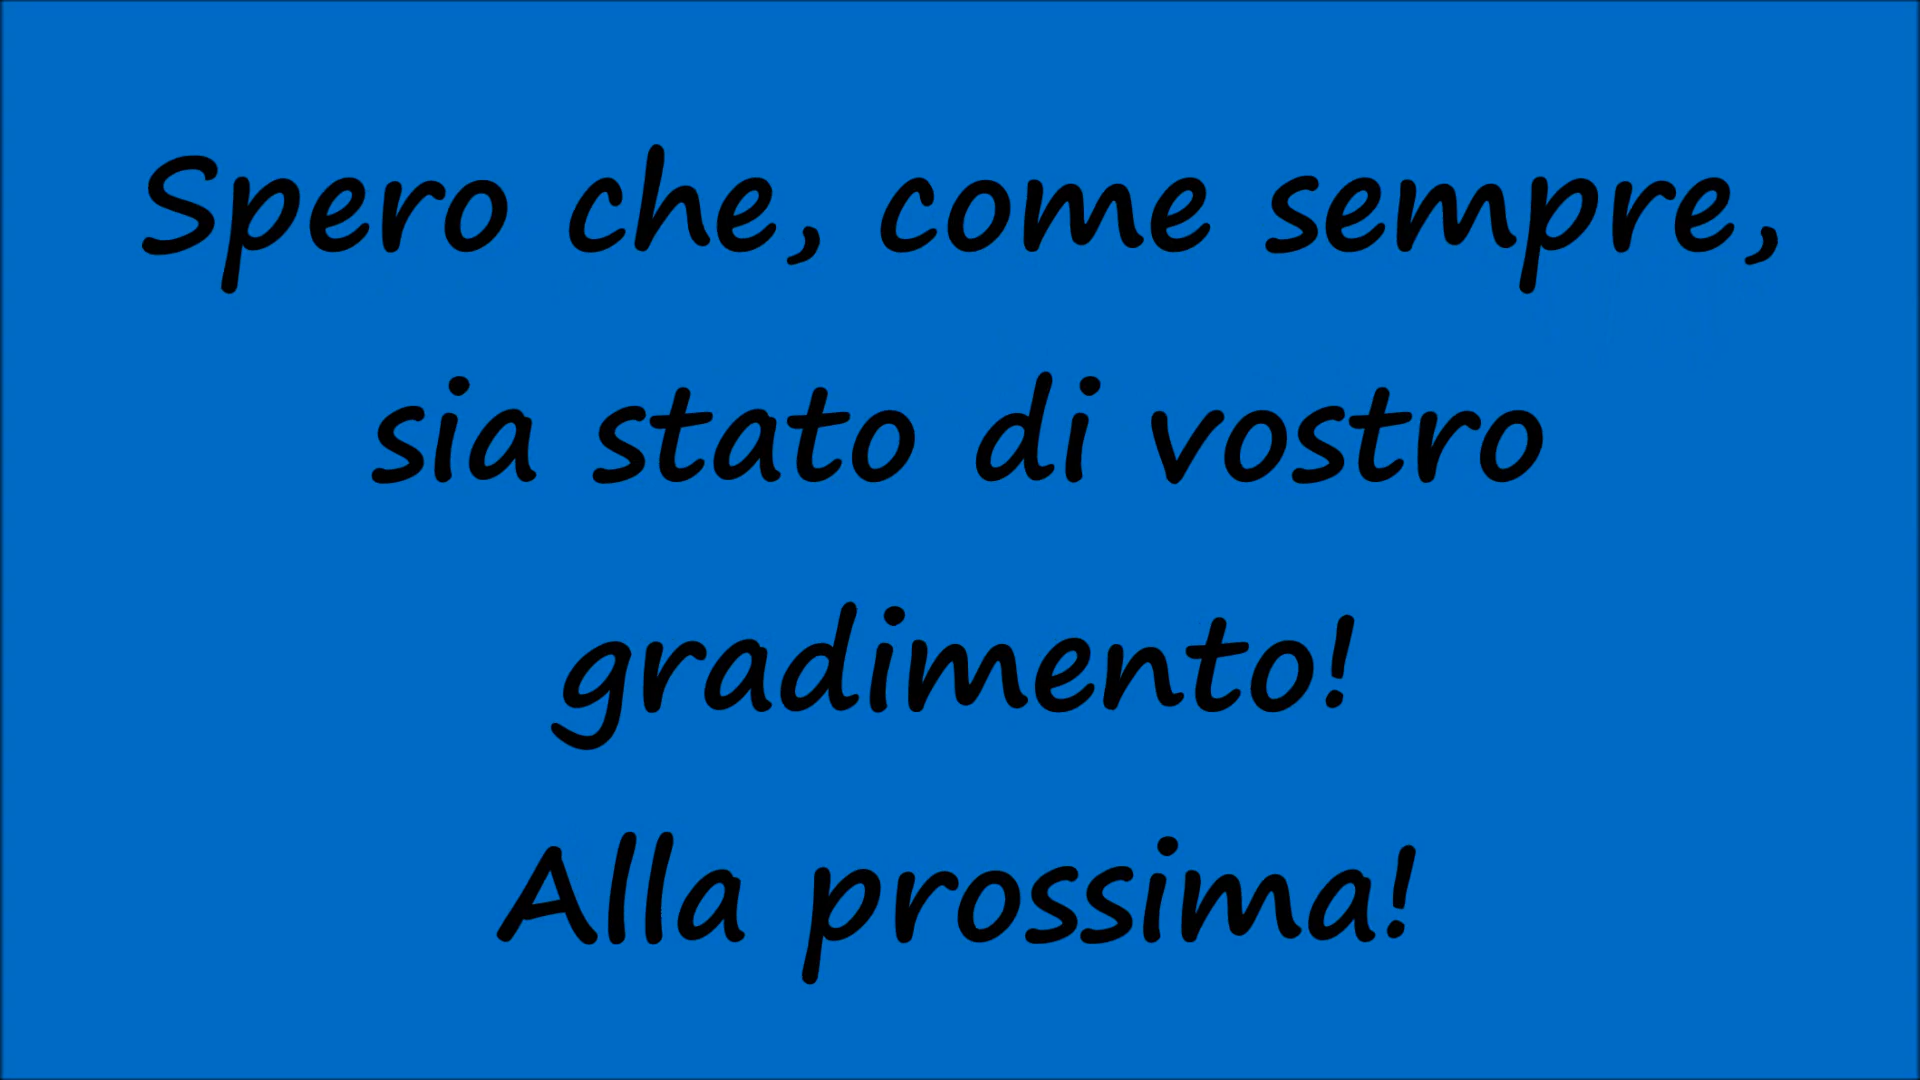 Spero che, come sempre,
sia stato di vostro
gradimento!
Alla prossima!